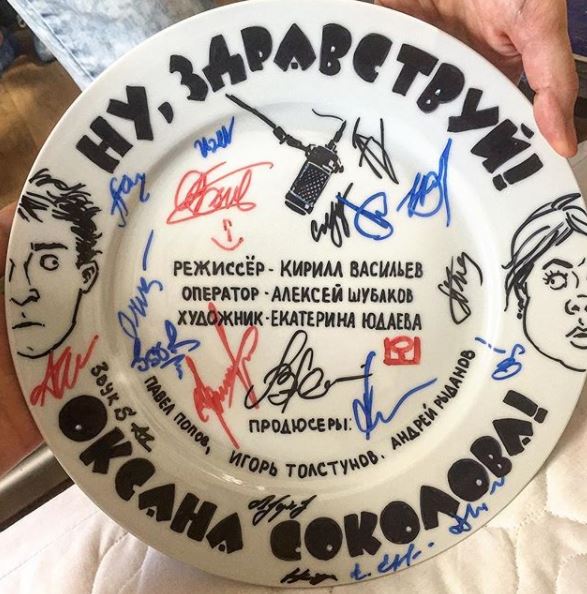 НУ, ЗДРАВСТВУЙ!
РЕЖИССЁР - КИРИЛЛ ВАСИЛЬЕВ
ОПЕРАТОР - АЛЕКСЕЙ ШУБАКОВ
ХУДОЖНИК - ЕКАТЕРИНА ЮДАЕВА
ПРОДЮСЕРЫ:
ПАВЕЛ ПОПОВ, ИГОРЬ ТОЛСТУНОВ. АНДРЕЙ РЫДАНОВ
ОКСАНА СОКОЛОВА!